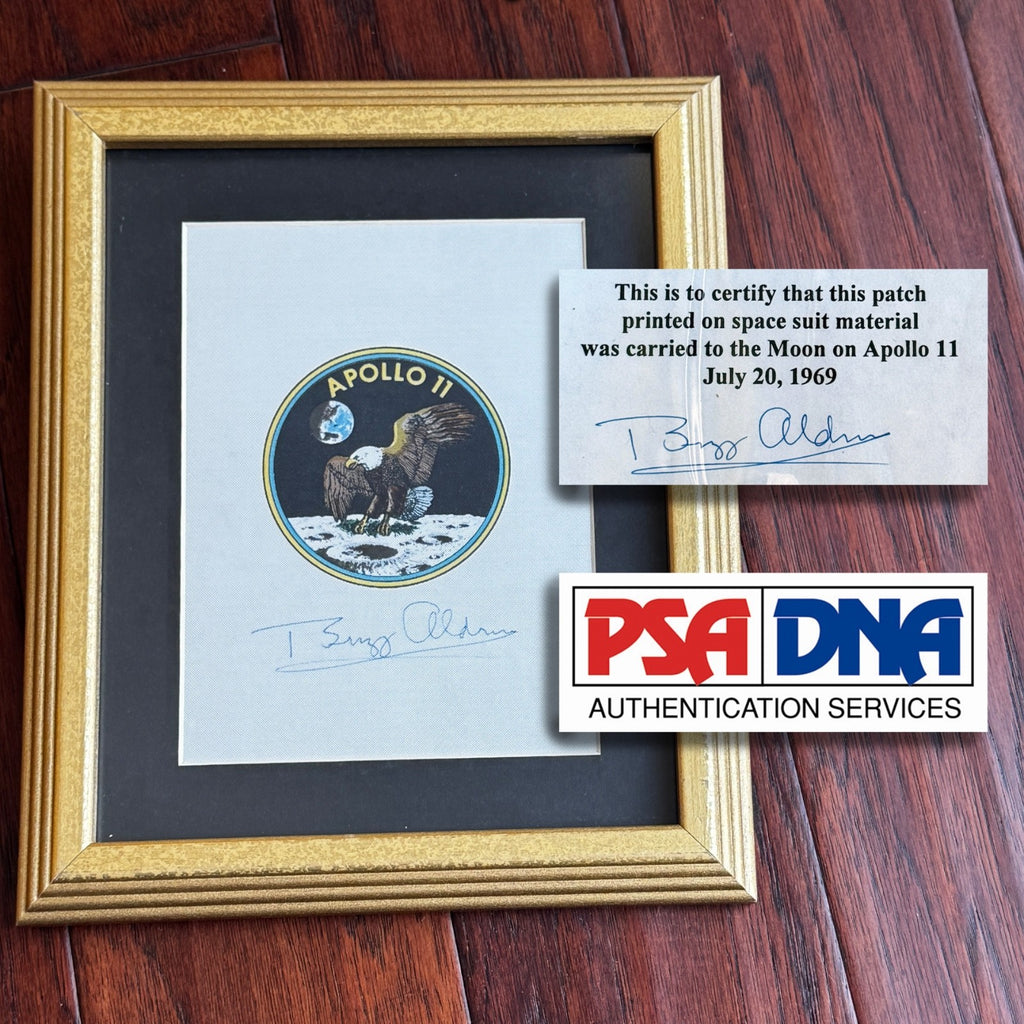 APOLLO 11
Buzz Aldrin
This is to certify that this patch
printed on space suit material
was carried to the Moon on Apollo 11
July 20, 1969
Buzz Aldrin
PSA DNA
AUTHENTICATION SERVICES